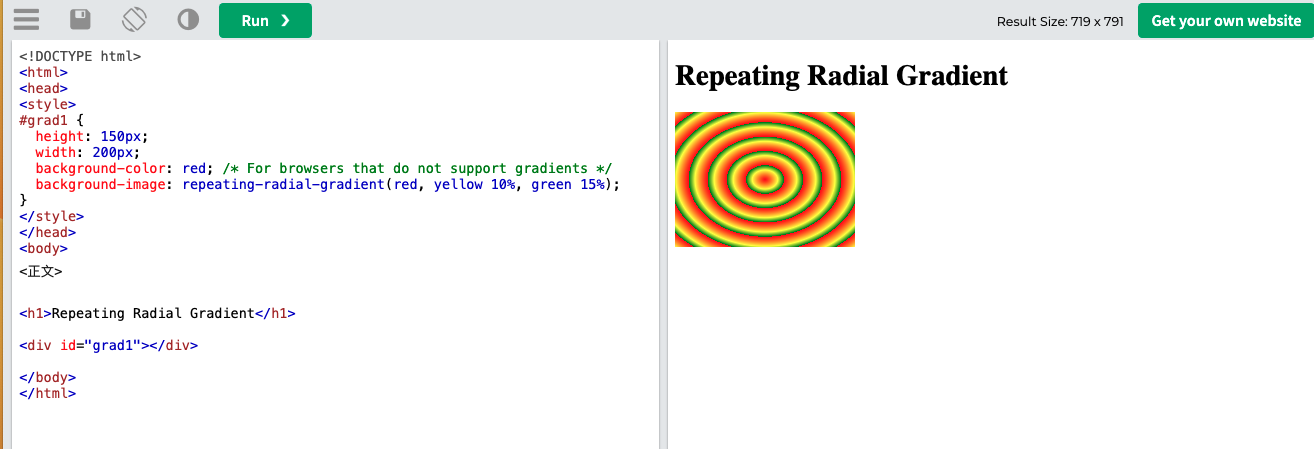 Run ❯
Result Size: 719 x 791
Get your own website
<!DOCTYPE html>
<html>
<head>
<style>
#grad1 {
  height: 150px;
  width: 200px;
  background-color: red; /* For browsers that do not support gradients */
  background-image: repeating-radial-gradient(red, yellow 10%, green 15%);
}
</style>
</head>
<body>
<正文>
<h1>Repeating Radial Gradient</h1>
<div id="grad1"></div>
</body>
</html>
Repeating Radial Gradient